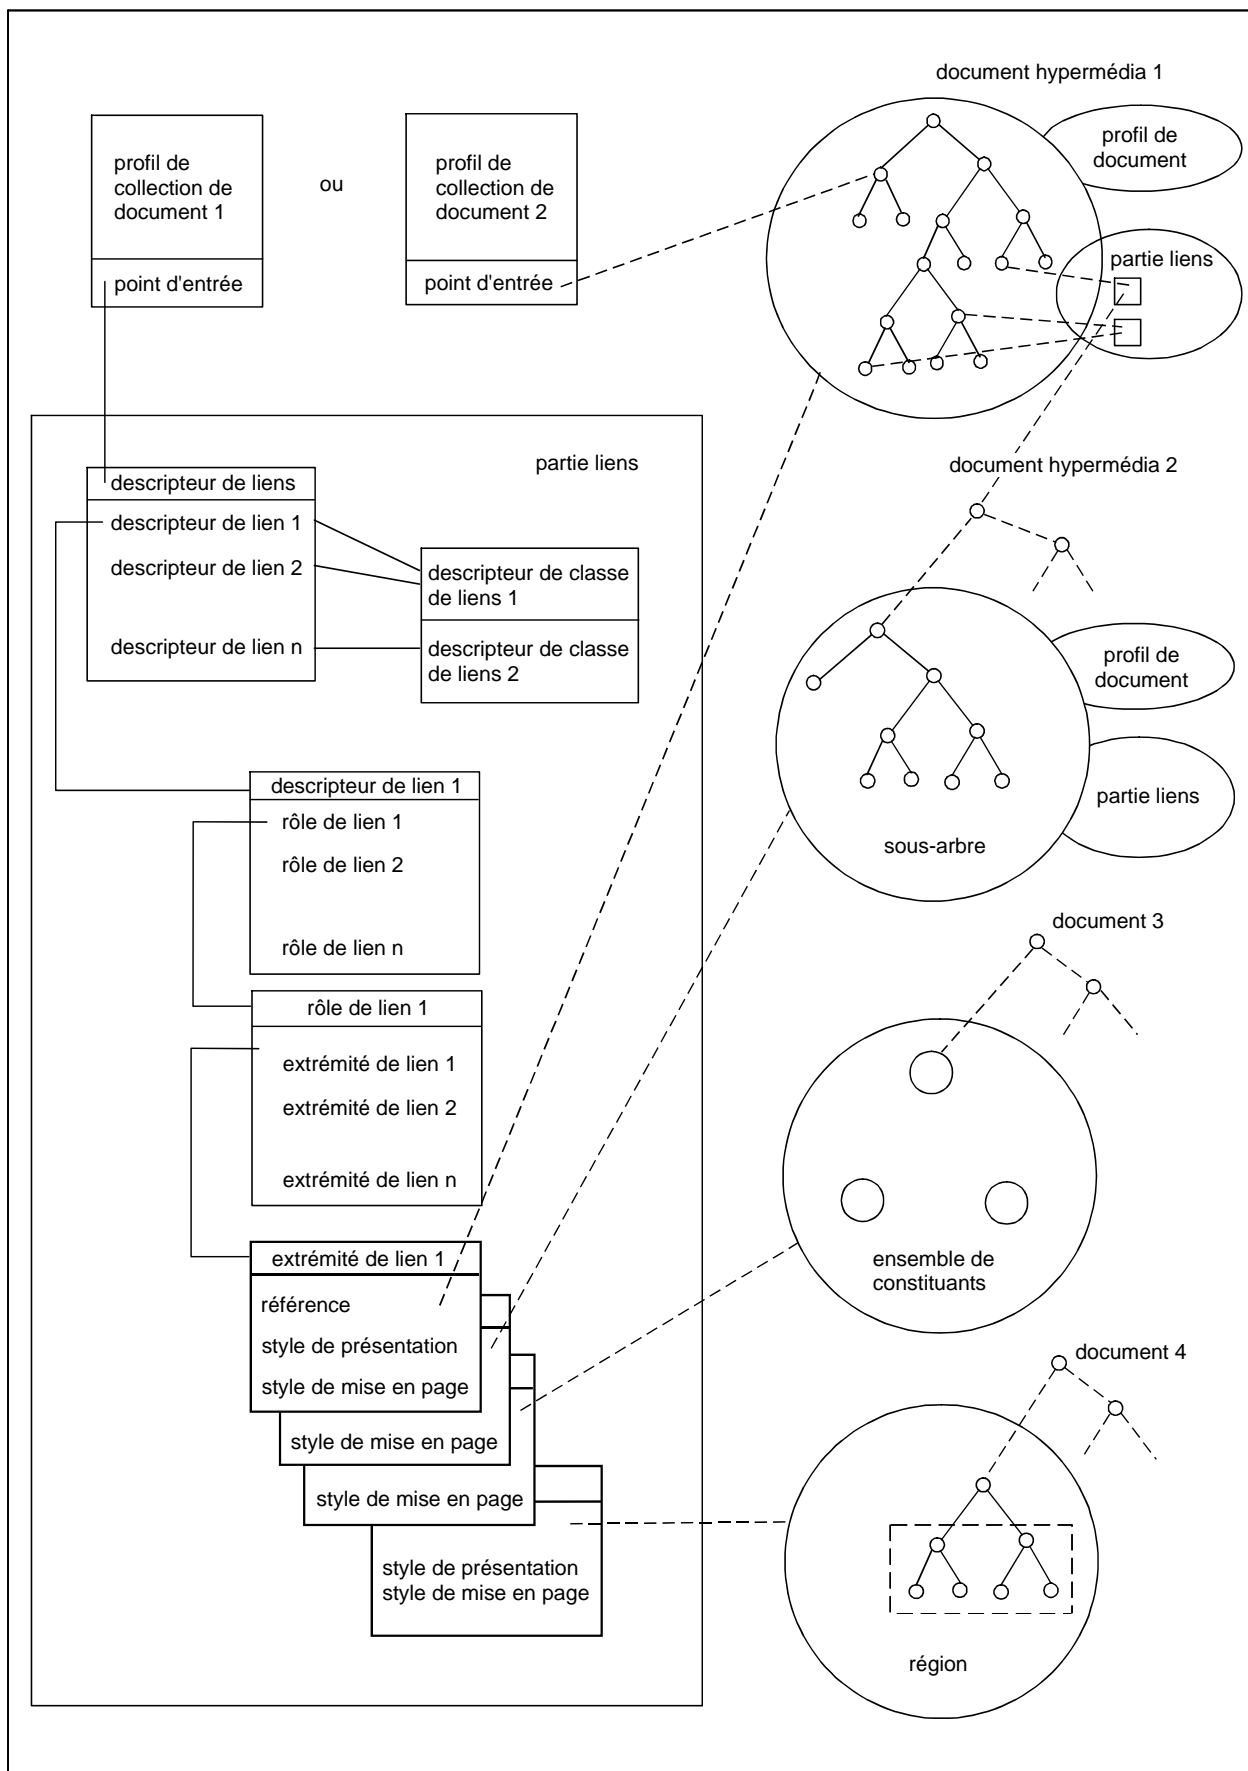 document hypermédia 1
profil de
collection de
document 1
ou
profil de
collection de
document 2
point d'entrée
point d'entrée
profil de
document
partie liens
partie liens
descripteur de liens
descripteur de lien 1
descripteur de lien 2
descripteur de lien n
descripteur de classe
de liens 1
descripteur de classe
de liens 2
document hypermédia 2
profil de
document
partie liens
sous-arbre
descripteur de lien 1
rôle de lien 1
rôle de lien 2
rôle de lien n
document 3
rôle de lien 1
extrémité de lien 1
extrémité de lien 2
extrémité de lien n
ensemble de
constituants
extrémité de lien 1
référence
style de présentation
style de mise en page
style de mise en page
style de mise en page
style de présentation
style de mise en page
document 4
région